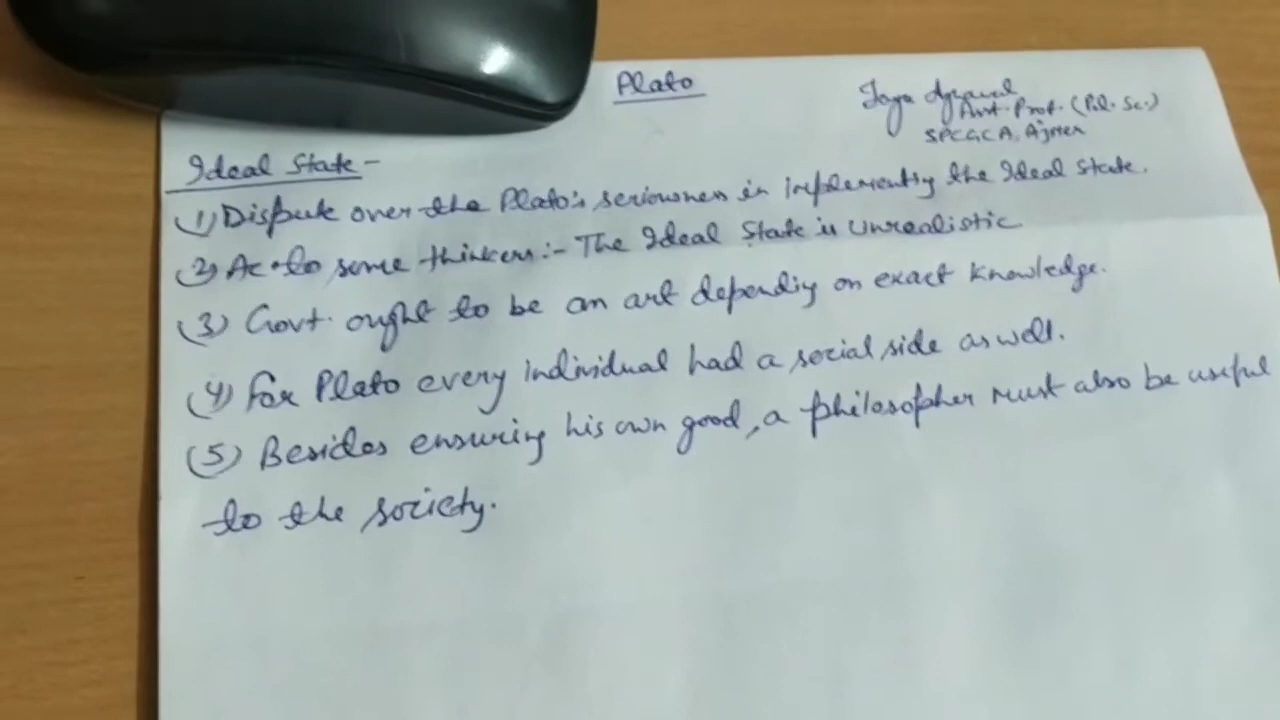 Plato
Jaya Agrawal
Asst. Prof. (Pol. Sc.)
SPCGCA, Ajmer
Ideal State -
(1) Dispute over the Plato's seriousness in implementing the Ideal State.
(2) Ac. to some thinkers:- The Ideal State is Unrealistic
(3) Govt. ought to be an art depending on exact knowledge.
(4) For Plato every individual had a social side as well.
(5) Besides ensuring his own good, a philosopher must also be useful
to the society.